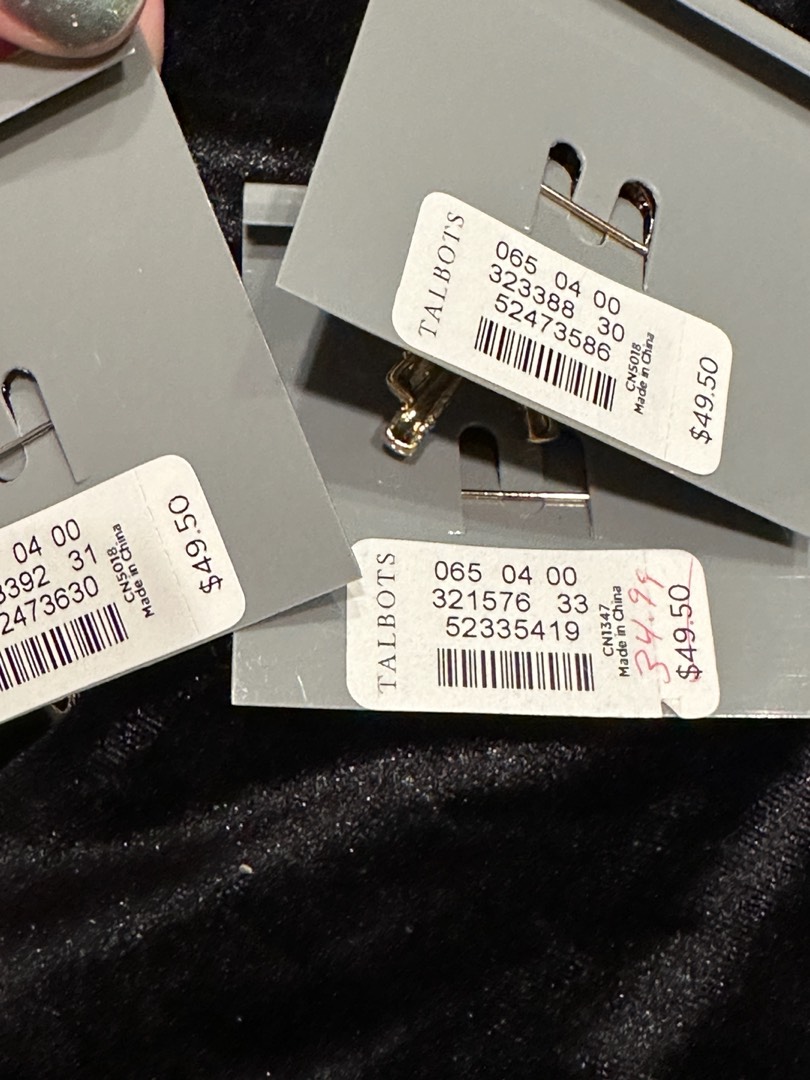 TALBOTS
065 04 00
323388 30
52473586
CN5018
Made in China
$49.50
04 00
3392 31
2473630
CN5018
Made in China
$49.50
TALBOTS
065 04 00
321576 33
52335419
CN1347
Made in China
34.99
$49.50